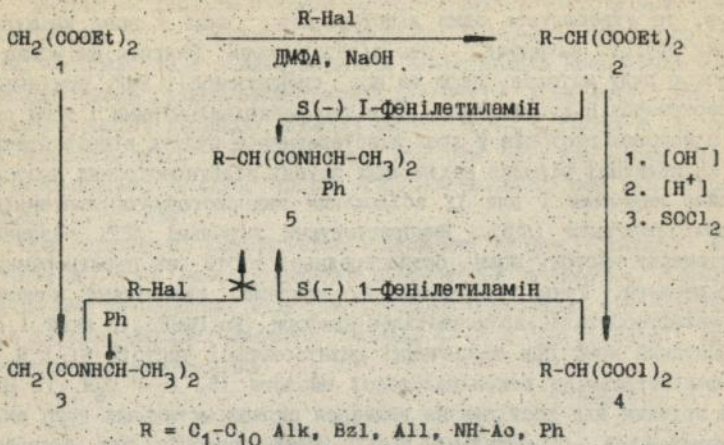 R-Hal
CH₂(COOEt)₂ R-CH(COOEt)₂
1 ДМФА, NaOH 2
S(-) I-Фенілетиламін
R-CH(CONHCH-CH₃)₂
Ph
5
1. [OH⁻]
2. [H⁺]
3. SOCl₂
R-Hal S(-) 1-Фенілетиламін
Ph
CH₂(CONHCH-CH₃)₂ R-CH(COCl)₂
3 4
R = C₁-C₁₀ Alk, Bzl, All, NH-Ac, Ph